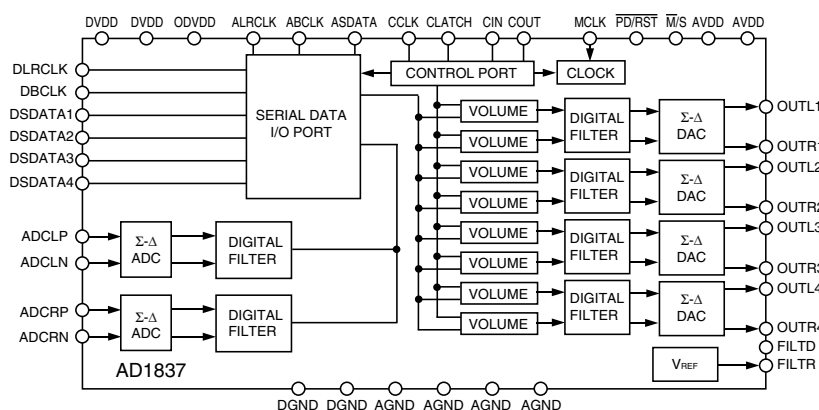 DVDD DVDD ODVDD ALRCLK ABCLK ASDATA CCLK CLATCH CIN COUT MCLK PD/RST M/S AVDD AVDD
DLRCLK
DBCLK
DSDATA1
DSDATA2
DSDATA3
DSDATA4
ADCLP
ADCLN
ADCRP
ADCRN
SERIAL DATA
I/O PORT
CONTROL PORT
CLOCK
Σ-Δ
ADC
DIGITAL
FILTER
Σ-Δ
ADC
DIGITAL
FILTER
VOLUME
VOLUME
DIGITAL
FILTER
Σ-Δ
DAC
VOLUME
VOLUME
DIGITAL
FILTER
Σ-Δ
DAC
VOLUME
VOLUME
DIGITAL
FILTER
Σ-Δ
DAC
VOLUME
VOLUME
DIGITAL
FILTER
Σ-Δ
DAC
OUTL1
OUTR1
OUTL2
OUTR2
OUTL3
OUTR3
OUTL4
OUTR4
FILTD
FILTR
VREF
AD1837
DGND DGND AGND AGND AGND AGND